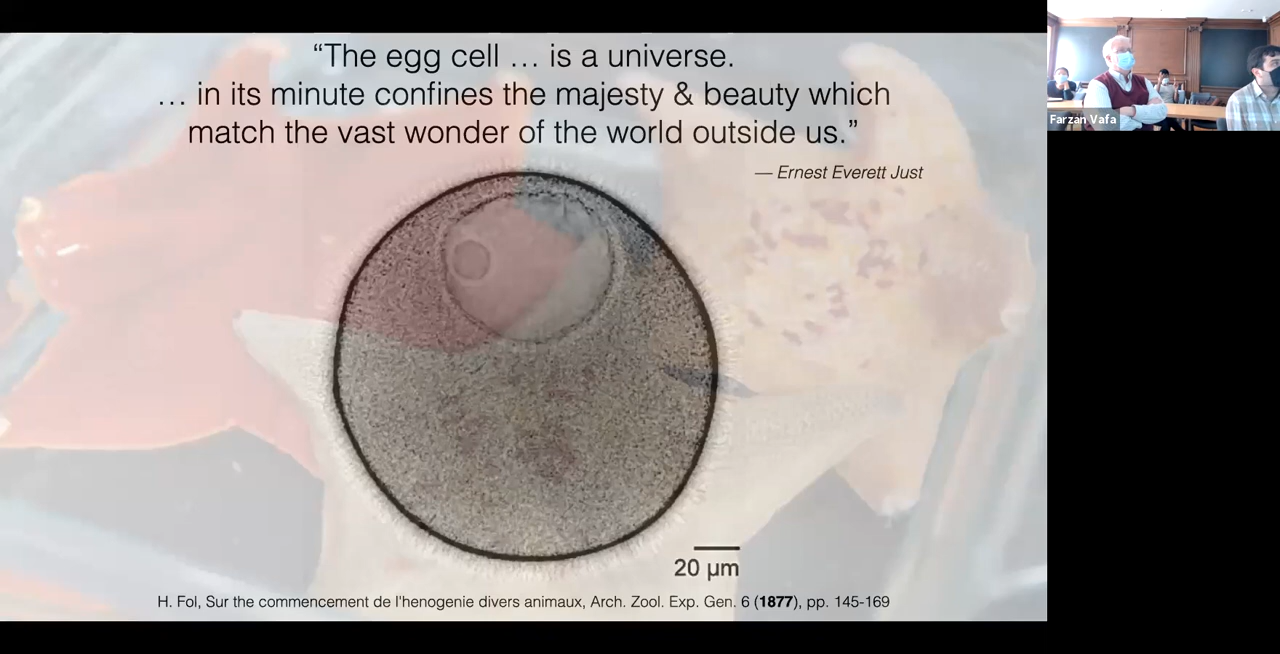 “The egg cell … is a universe.
… in its minute confines the majesty & beauty which
match the vast wonder of the world outside us.”
— Ernest Everett Just
Farzan Vafa
20 μm
H. Fol, Sur the commencement de l'henogenie divers animaux, Arch. Zool. Exp. Gen. 6 (1877), pp. 145-169